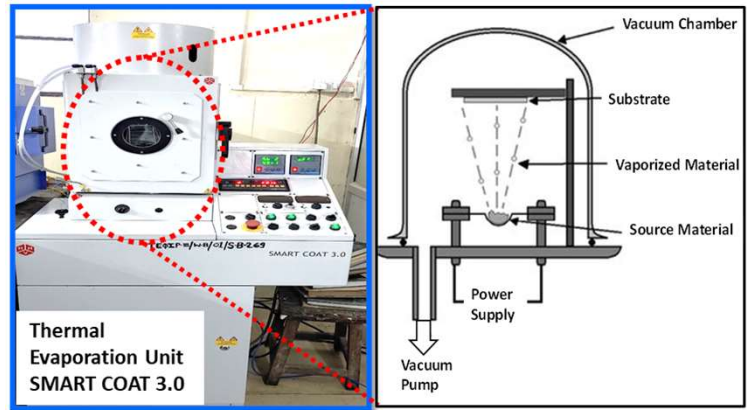 SMART COAT 3.0
Thermal
Evaporation Unit
SMART COAT 3.0
Vacuum Chamber
Substrate
Vaporized Material
Source Material
Power
Supply
Vacuum
Pump